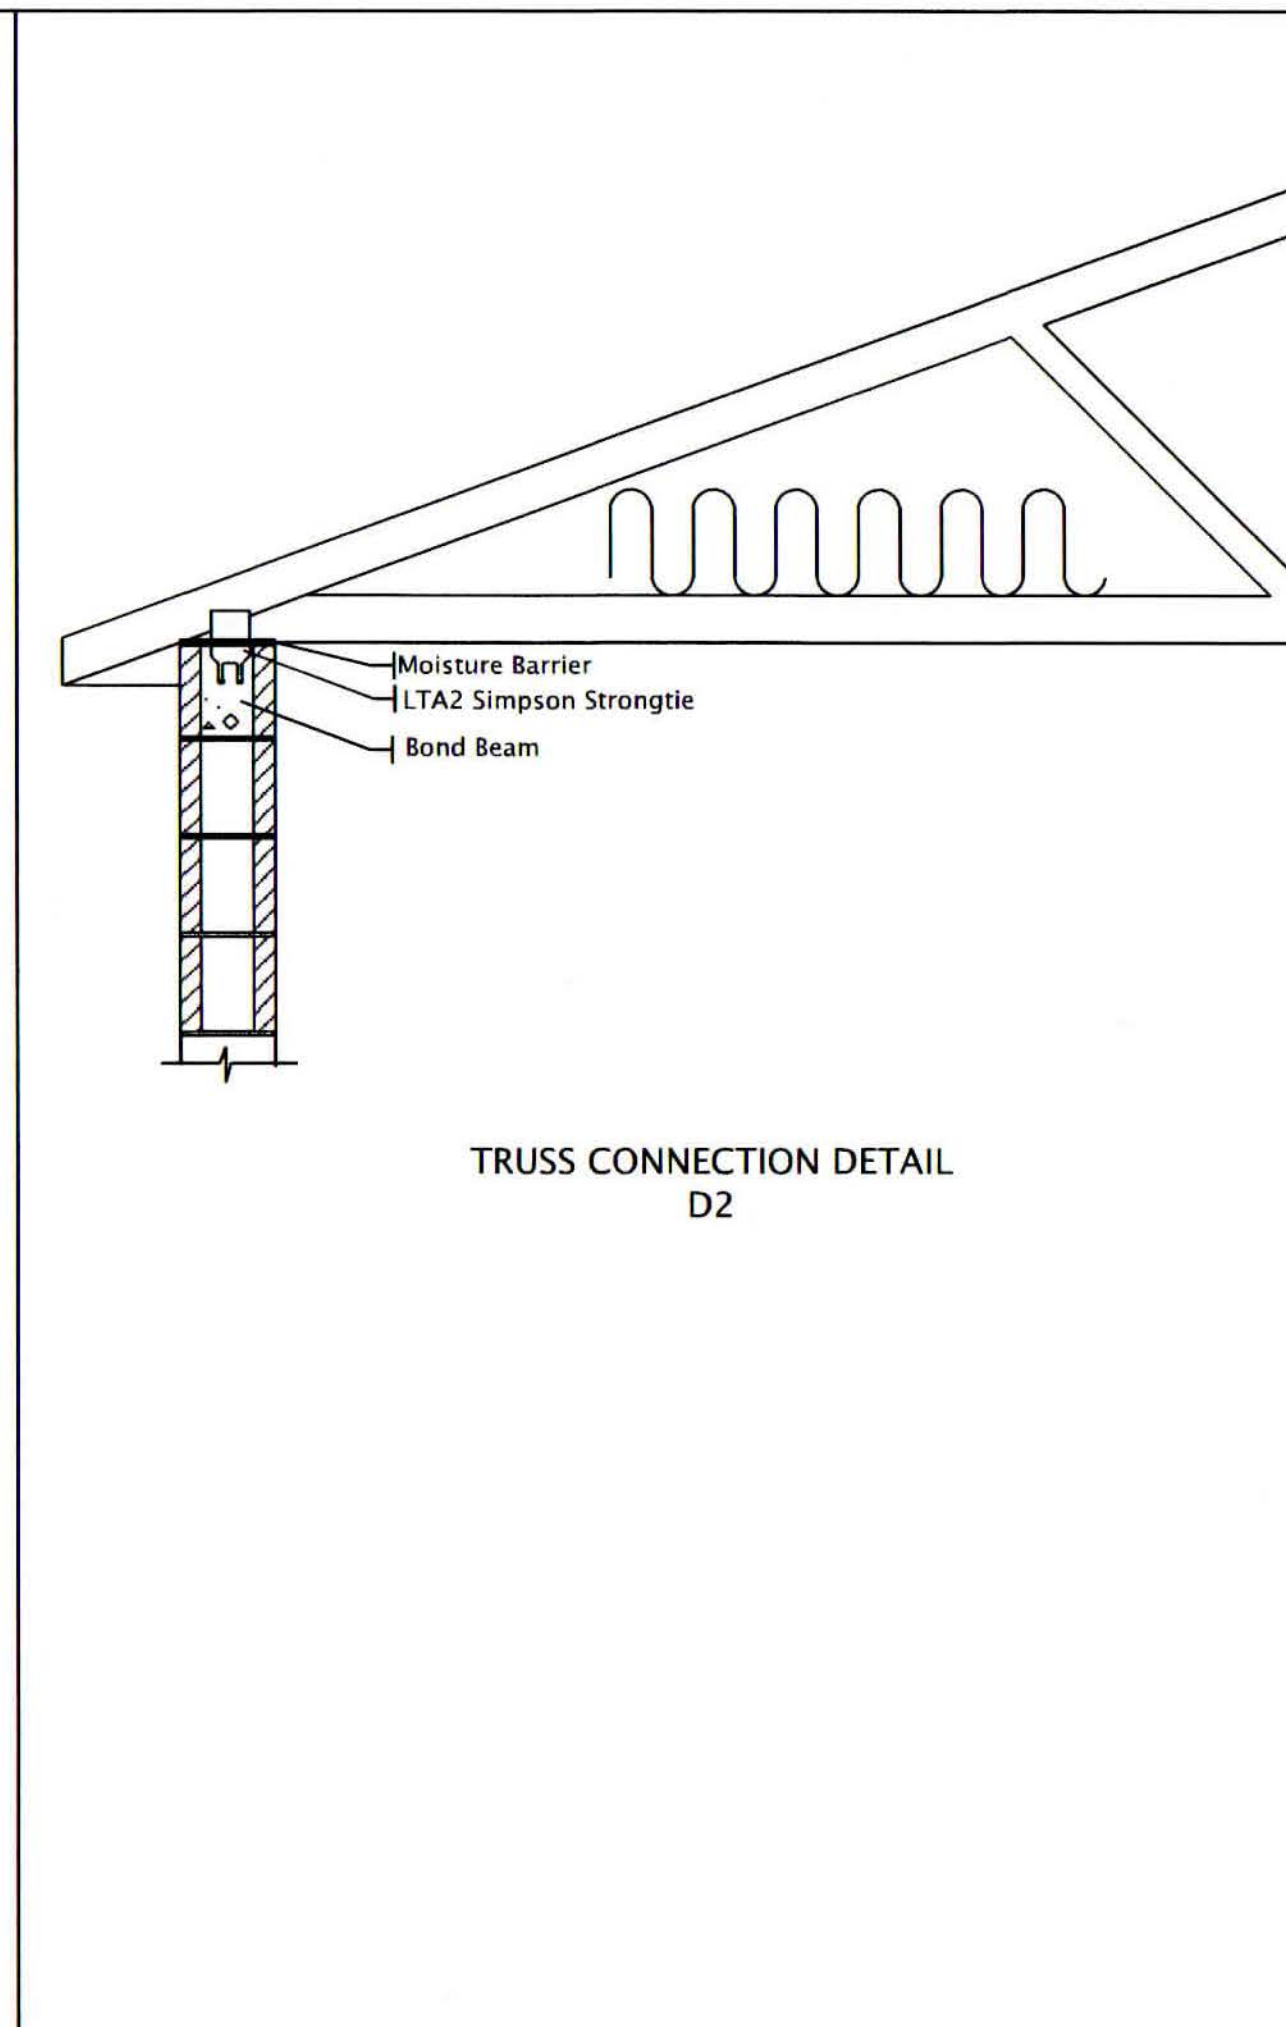 Moisture Barrier
LTA2 Simpson Strongtie
Bond Beam
TRUSS CONNECTION DETAIL
D2